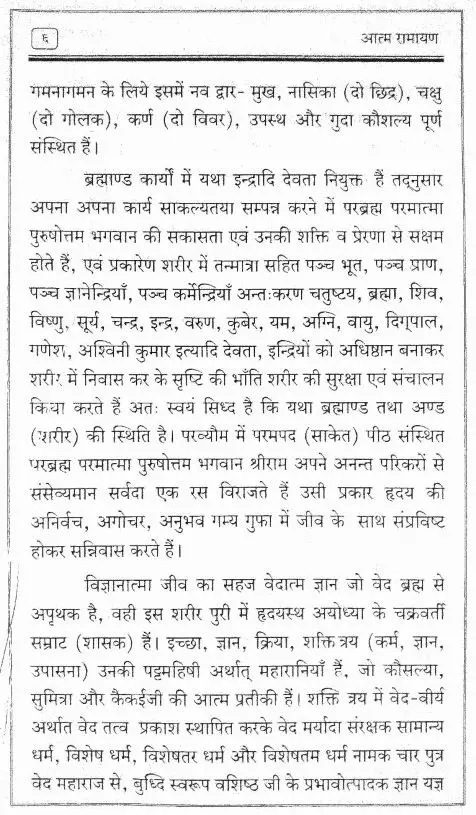 ६ आत्म रामायण
गमनागमन के लिये इसमें नव द्वार- मुख, नासिका (दो छिद्र), चक्षु
(दो गोलक), कर्ण (दो विवर), उपस्थ और गुदा कौशल्य पूर्ण
संस्थित हैं।
ब्रह्माण्ड कार्यों में यथा इन्द्रादि देवता नियुक्त हैं तद्नुसार
अपना अपना कार्य साकल्यतया सम्पन्न करने में परब्रह्म परमात्मा
पुरुषोत्तम भगवान की सकासता एवं उनकी शक्ति व प्रेरणा से सक्षम
होते हैं, एवं प्रकारेण शरीर में तन्मात्रा सहित पञ्च भूत, पञ्च प्राण,
पञ्च ज्ञानेन्द्रियाँ, पञ्च कर्मेन्द्रियाँ अन्तःकरण चतुष्टय, ब्रह्मा, शिव,
विष्णु, सूर्य, चन्द्र, इन्द्र, वरुण, कुबेर, यम, अग्नि, वायु, दिग्पाल,
गणेश, अश्विनी कुमार इत्यादि देवता, इन्द्रियों को अधिष्ठान बनाकर
शरीर में निवास कर के सृष्टि की भाँति शरीर की सुरक्षा एवं संचालन
किया करते हैं अतः स्वयं सिध्द है कि यथा ब्रह्माण्ड तथा अण्ड
(शरीर) की स्थिति है। परव्यौम में परमपद (साकेत) पीठ संस्थित
परब्रह्म परमात्मा पुरुषोत्तम भगवान श्रीराम अपने अनन्त परिकरों से
संसेव्यमान सर्वदा एक रस विराजते हैं उसी प्रकार हृदय की
अनिर्वच, अगोचर, अनुभव गम्य गुफा में जीव के साथ संप्रविष्ट
होकर सन्निवास करते हैं।
विज्ञानात्मा जीव का सहज वेदात्म ज्ञान जो वेद ब्रह्म से
अपृथक है, वही इस शरीर पुरी में हृदयस्थ अयोध्या के चक्रवर्ती
सम्राट (शासक) हैं। इच्छा, ज्ञान, क्रिया, शक्ति त्रय (कर्म, ज्ञान,
उपासना) उनकी पट्टमहिषी अर्थात् महारानियाँ हैं, जो कौसल्या,
सुमित्रा और कैकईजी की आत्म प्रतीकी हैं। शक्ति त्रय में वेद-वीर्य
अर्थात वेद तत्व प्रकाश स्थापित करके वेद मर्यादा संरक्षक सामान्य
धर्म, विशेष धर्म, विशेषतर धर्म और विशेषतम धर्म नामक चार पुत्र
वेद महाराज से, बुध्दि स्वरूप वशिष्ठ जी के प्रभावोत्पादक ज्ञान यज्ञ